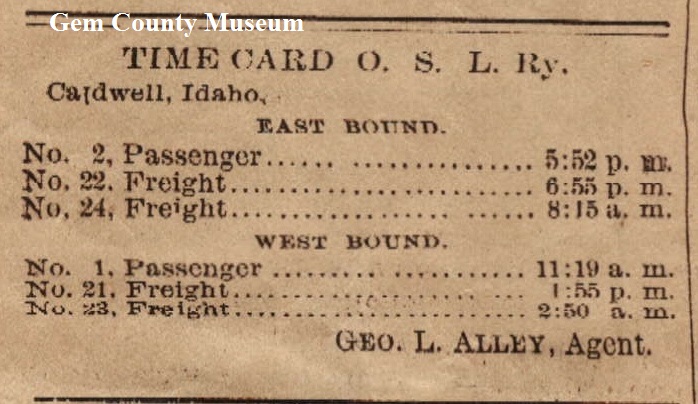 Gem County Museum
TIME CARD O. S. L. Ry.
Caldwell, Idaho,
EAST BOUND.
No. 2, Passenger...... ................ 5:52 p. m.
No. 22. Freight............................ 6:55 p. m.
No, 24, Freight..................... ...... 8:15 a. m.
WEST BOUND.
No. 1, Passenger ....................... 11:19 a. m.
No. 21, Freight........................... 1:55 p. m.
No. 23, Freight........................... 2:50 a. m.
GEO. L. ALLEY, Agent.